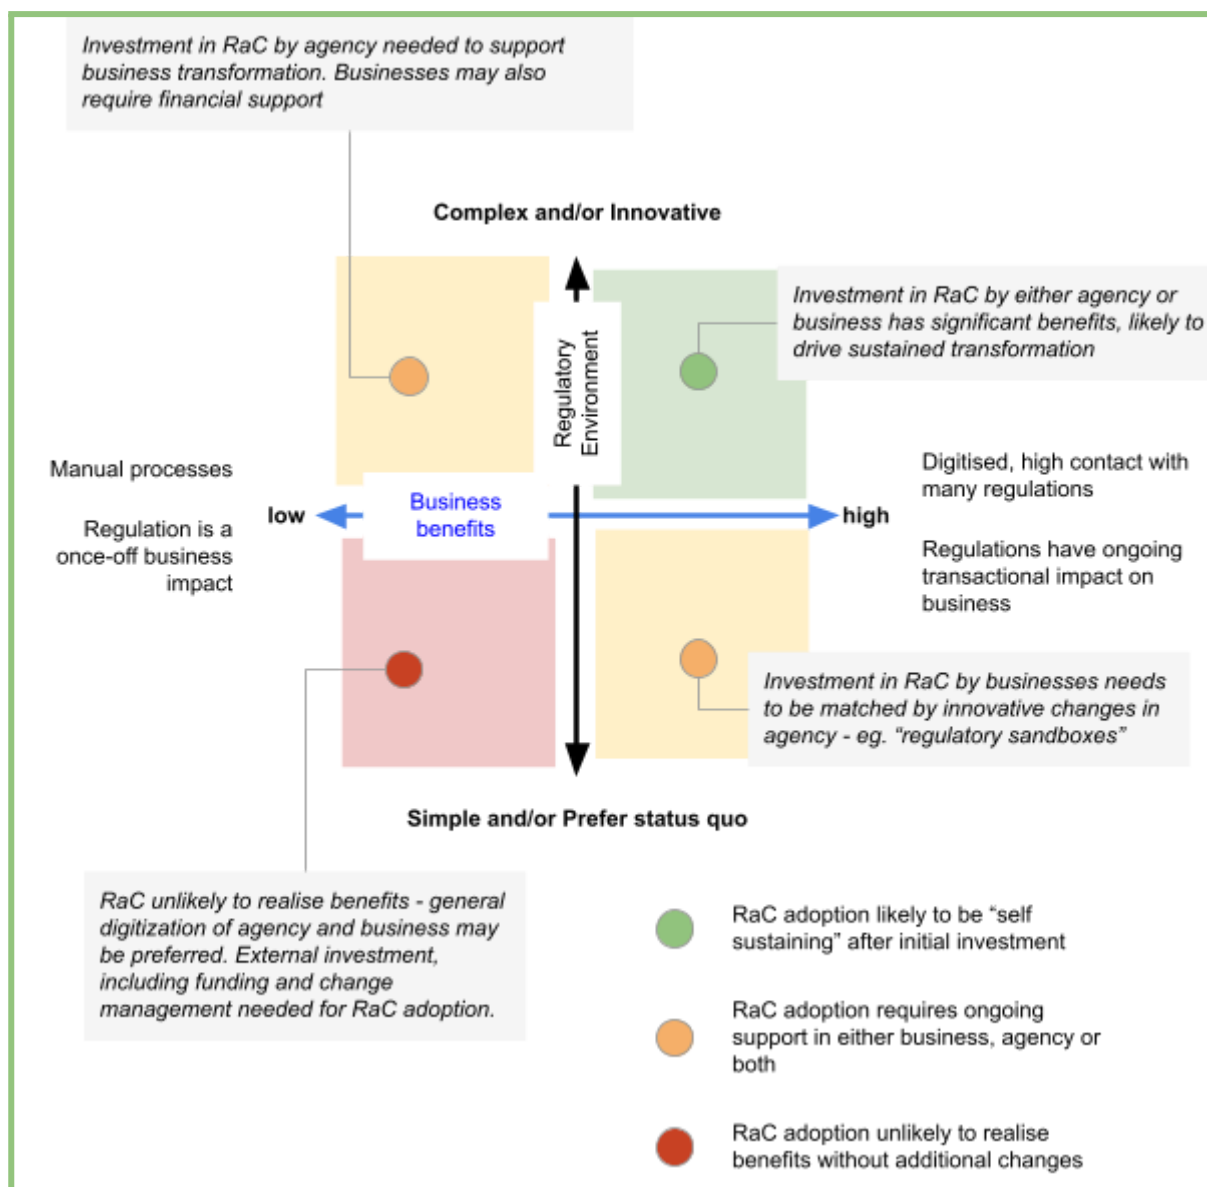 Investment in RaC by agency needed to support
business transformation. Businesses may also
require financial support
Complex and/or Innovative
Investment in RaC by either agency or
business has significant benefits, likely to
drive sustained transformation
Regulatory
Environment
Manual processes
Regulation is a
once-off business
impact
low
Business
benefits
high
Digitised, high contact with
many regulations
Regulations have ongoing
transactional impact on
business
Investment in RaC by businesses needs
to be matched by innovative changes in
agency - eg. “regulatory sandboxes”
Simple and/or Prefer status quo
RaC unlikely to realise benefits - general
digitization of agency and business may
be preferred. External investment,
including funding and change
management needed for RaC adoption.
RaC adoption likely to be “self
sustaining” after initial investment
RaC adoption requires ongoing
support in either business, agency or
both
RaC adoption unlikely to realise
benefits without additional changes